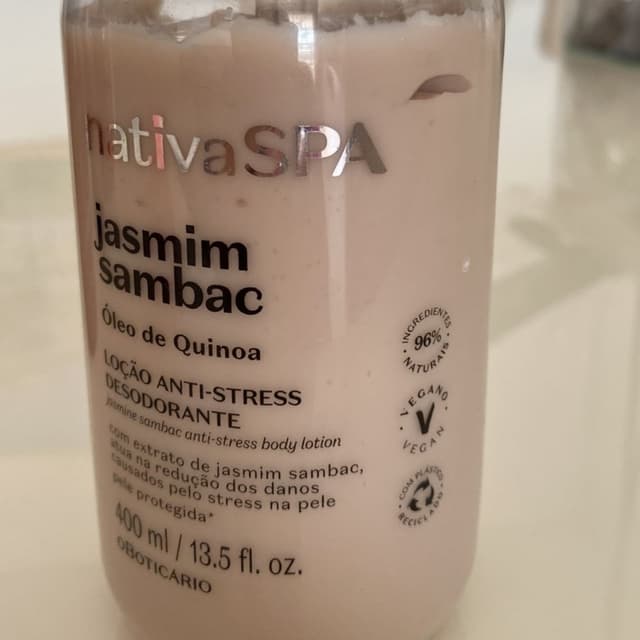 nativaSPA
jasmim
sambac
Óleo de Quinoa
LOÇÃO ANTI-STRESS
DESODORANTE
jasmine sambac anti-stress body lotion
com extrato de jasmim sambac,
atua na redução dos danos
causados pelo stress na pele
pele protegida*
400 ml / 13.5 fl. oz.
OBOTICÁRIO
INGREDIENTES
96%
NATURAIS
VEGANO
V
VEGAN
COM PLÁSTICO
RECICLADO